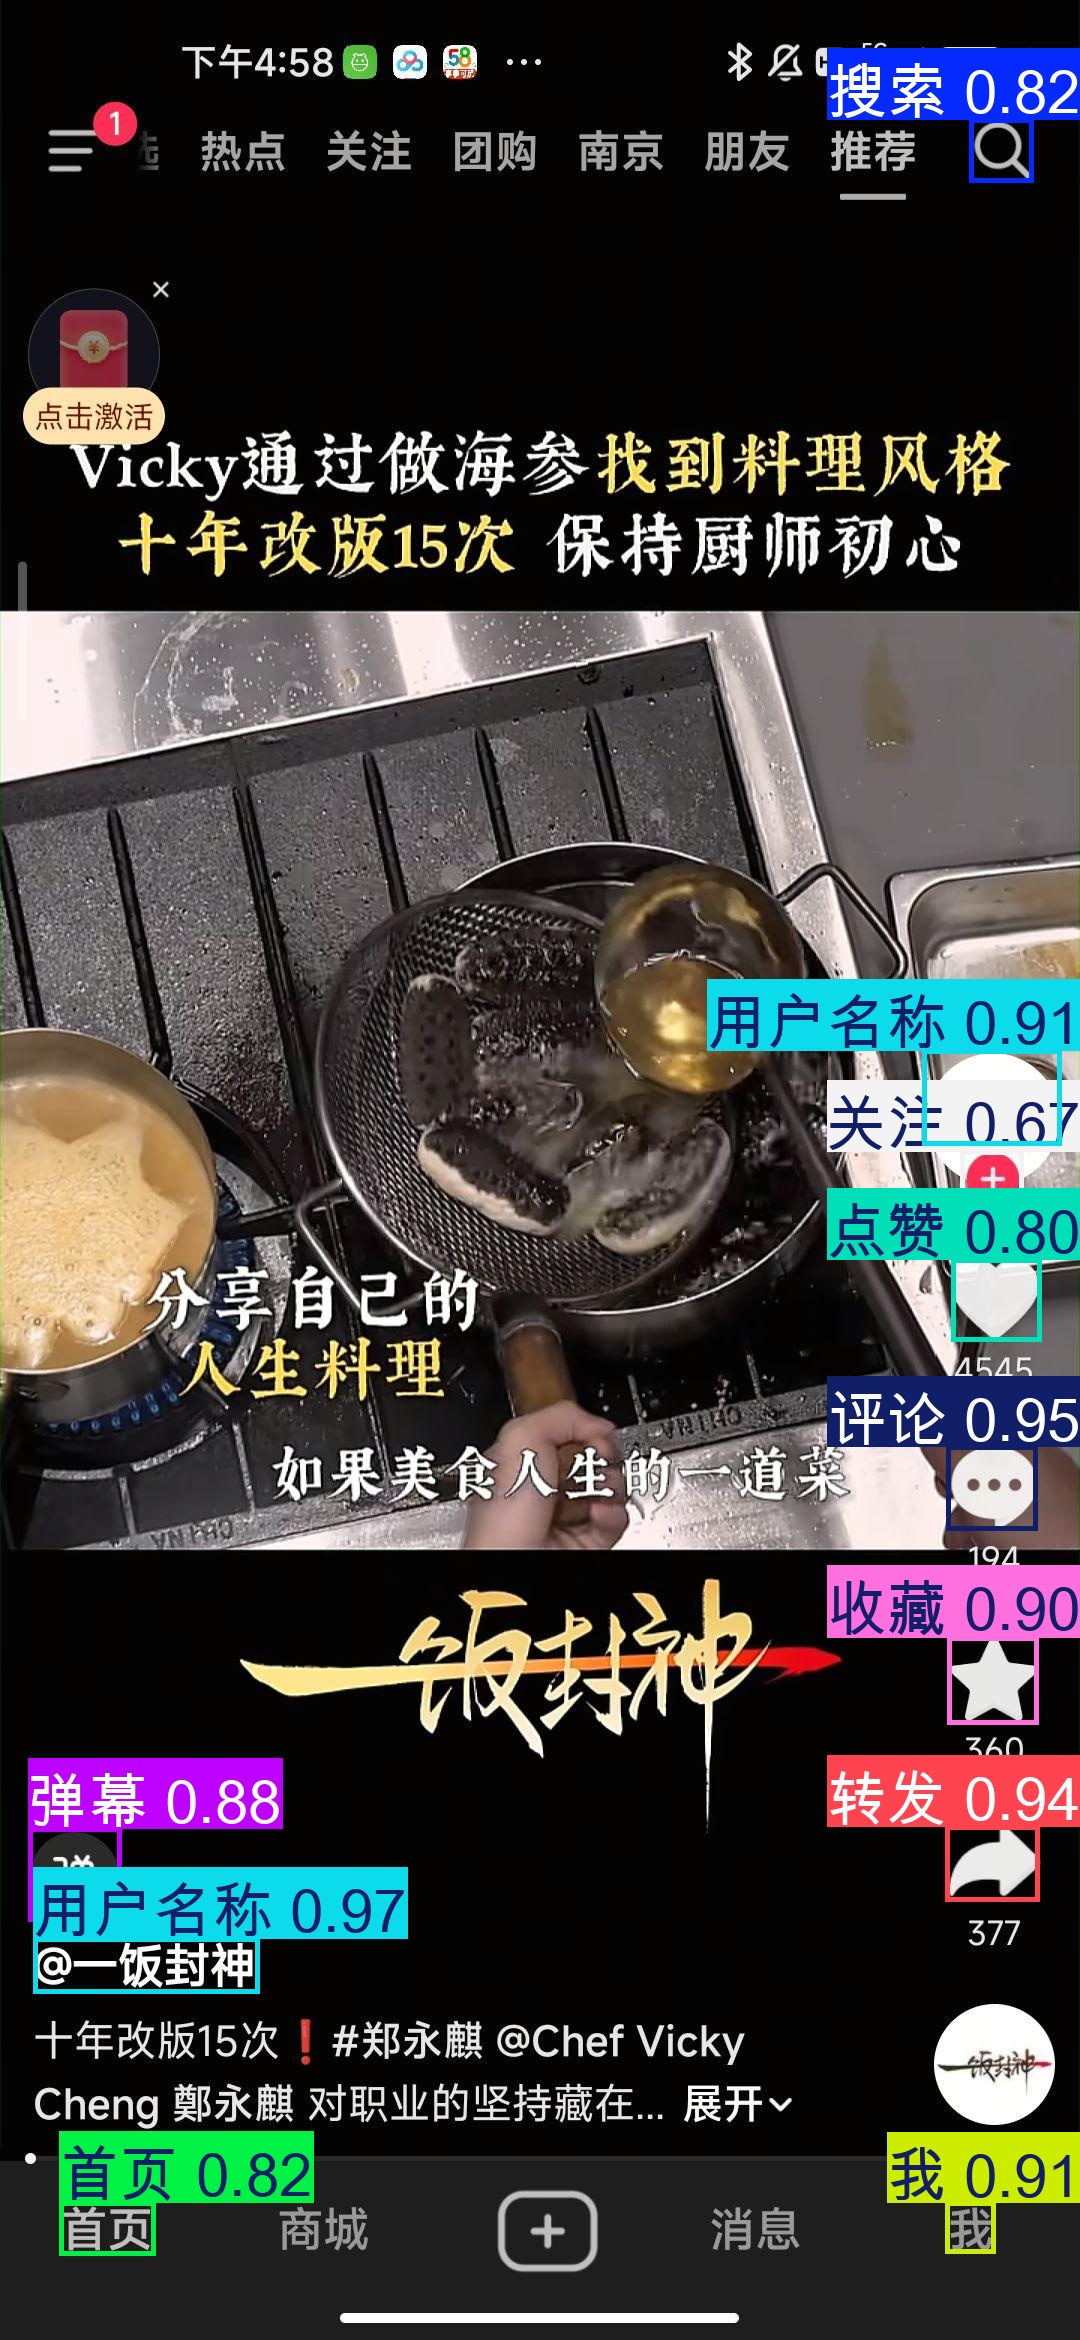 下午4:58
搜索 0.82
1
热点 关注 团购 南京 朋友 推荐
点击激活
Vicky通过做海参找到料理风格
十年改版15次 保持厨师初心
用户名称 0.91
关注 0.67
点赞 0.80
分享自己的
人生料理
4545
评论 0.95
如果美食人生的一道菜
194
收藏 0.90
一饭封神
360
弹幕 0.88
转发 0.94
用户名称 0.97
@一饭封神
377
十年改版15次❗#郑永麒 @Chef Vicky
Cheng 鄭永麒 对职业的坚持藏在... 展开
一饭封神
首页 0.82
我 0.91
首页 商城 消息 我